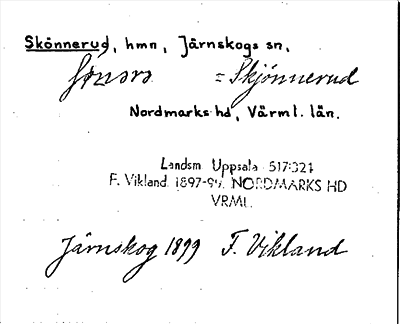 Skönnerud, hmn, Järnskogs sn,
= Skjönnerud
Nordmarks hd, Värml. län.
Landsm. Uppsala 517:321
F. Vikland. 1897-99. NORDMARKS HD
VRML.
Järnskog 1899 F. Vikland